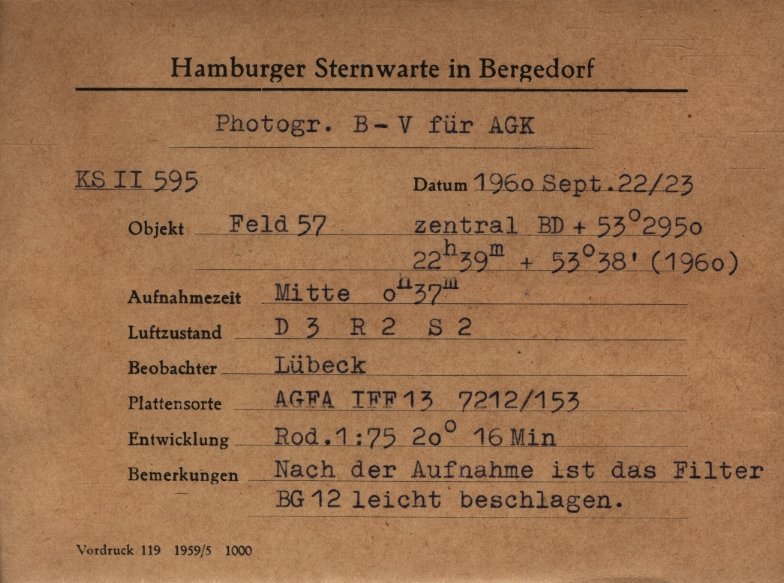 Hamburger Sternwarte in Bergedorf
Photogr. B-V für AGK
KS II 595 Datum 1960 Sept.22/23
Objekt Feld 57 zentral BD + 53°2950
22h39m + 53°38' (1960)
Aufnahmezeit Mitte 0h37m
Luftzustand D 3 R 2 S 2
Beobachter Lübeck
Plattensorte AGFA IFF13 7212/153
Entwicklung Rod.1:75 20° 16 Min
Bemerkungen Nach der Aufnahme ist das Filter
BG 12 leicht beschlagen.
Vordruck 119 1959/5 1000